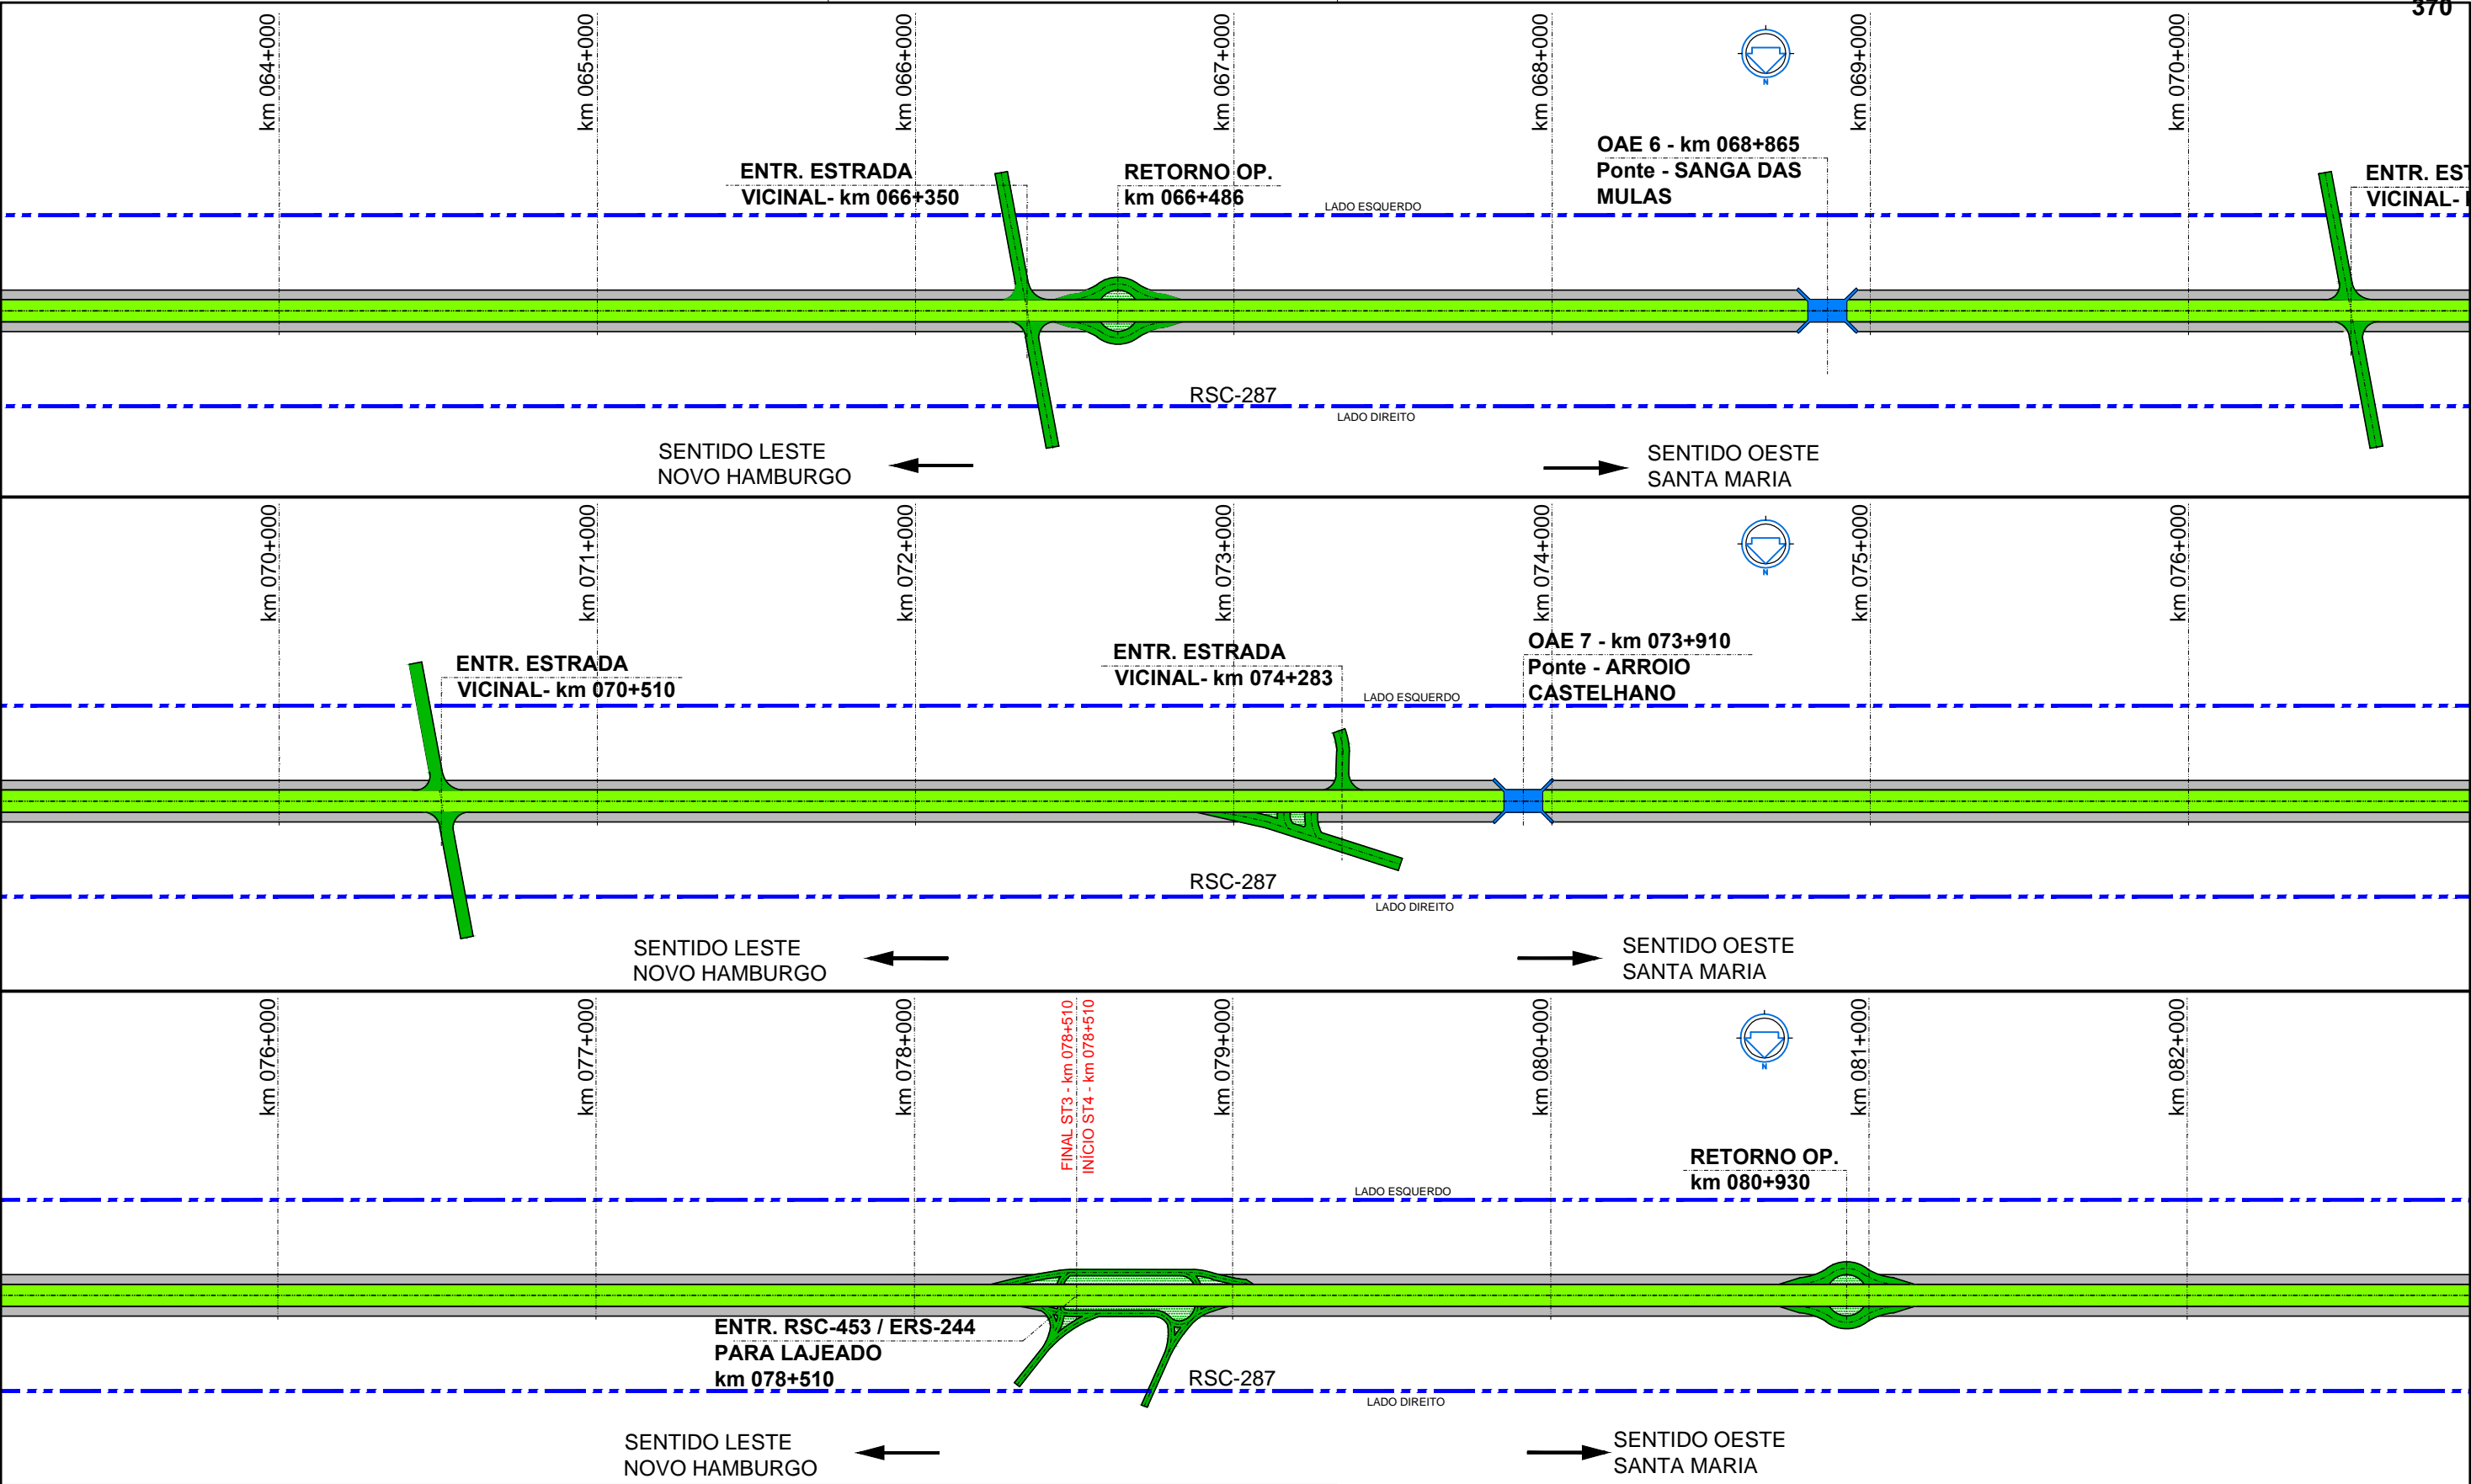 370
km 064+000
km 065+000
km 066+000
km 067+000
km 068+000
km 069+000
km 070+000
N
ENTR. ESTRADA
VICINAL- km 066+350
RETORNO OP.
km 066+486
OAE 6 - km 068+865
Ponte - SANGA DAS
MULAS
ENTR. EST
VICINAL-
LADO ESQUERDO
RSC-287
LADO DIREITO
SENTIDO LESTE
NOVO HAMBURGO
SENTIDO OESTE
SANTA MARIA
km 070+000
km 071+000
km 072+000
km 073+000
km 074+000
km 075+000
km 076+000
N
ENTR. ESTRADA
VICINAL- km 070+510
ENTR. ESTRADA
VICINAL- km 074+283
OAE 7 - km 073+910
Ponte - ARROIO
CASTELHANO
LADO ESQUERDO
RSC-287
LADO DIREITO
SENTIDO LESTE
NOVO HAMBURGO
SENTIDO OESTE
SANTA MARIA
km 076+000
km 077+000
km 078+000
FINAL ST3 - km 078+510
INÍCIO ST4 - km 078+510
km 079+000
km 080+000
km 081+000
km 082+000
N
RETORNO OP.
km 080+930
LADO ESQUERDO
ENTR. RSC-453 / ERS-244
PARA LAJEADO
km 078+510
RSC-287
LADO DIREITO
SENTIDO LESTE
NOVO HAMBURGO
SENTIDO OESTE
SANTA MARIA